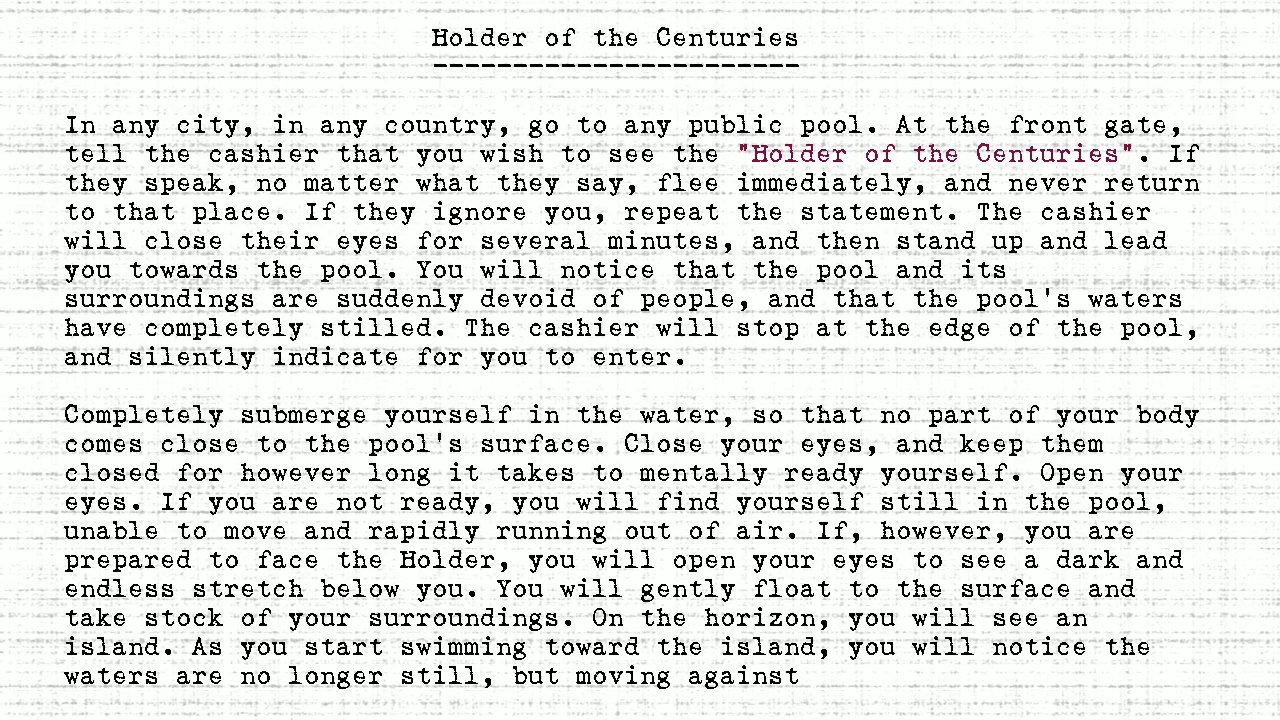 Holder of the Centuries
-----------------------
In any city, in any country, go to any public pool. At the front gate,
tell the cashier that you wish to see the "Holder of the Centuries". If
they speak, no matter what they say, flee immediately, and never return
to that place. If they ignore you, repeat the statement. The cashier
will close their eyes for several minutes, and then stand up and lead
you towards the pool. You will notice that the pool and its
surroundings are suddenly devoid of people, and that the pool's waters
have completely stilled. The cashier will stop at the edge of the pool,
and silently indicate for you to enter.
Completely submerge yourself in the water, so that no part of your body
comes close to the pool's surface. Close your eyes, and keep them
closed for however long it takes to mentally ready yourself. Open your
eyes. If you are not ready, you will find yourself still in the pool,
unable to move and rapidly running out of air. If, however, you are
prepared to face the Holder, you will open your eyes to see a dark and
endless stretch below you. You will gently float to the surface and
take stock of your surroundings. On the horizon, you will see an
island. As you start swimming toward the island, you will notice the
waters are no longer still, but moving against